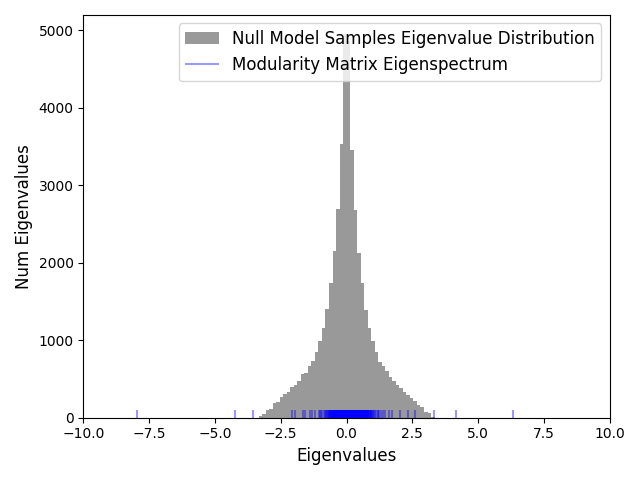 Null Model Samples Eigenvalue Distribution
Modularity Matrix Eigenspectrum
5000
4000
3000
2000
1000
0
Num Eigenvalues
−10.0 −7.5 −5.0 −2.5 0.0 2.5 5.0 7.5 10.0
Eigenvalues